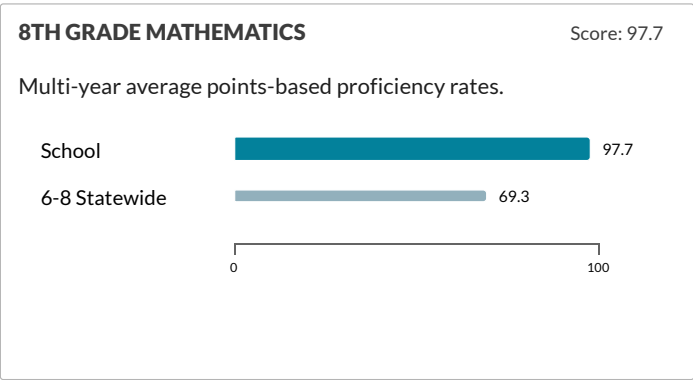 8TH GRADE MATHEMATICS Score: 97.7
Multi-year average points-based proficiency rates.
School 97.7
6-8 Statewide 69.3
0 100